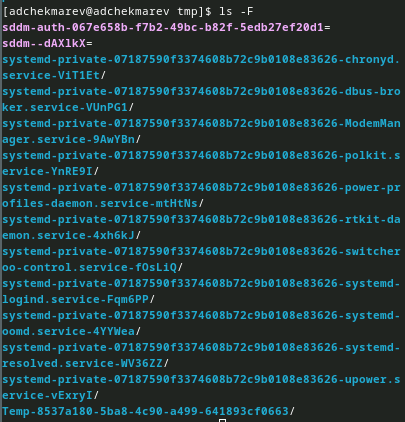 [adchekmarev@adchekmarev tmp]$ ls -F
sddm-auth-067e658b-f7b2-49bc-b82f-5edb27ef20d1=
sddm--dAXlkX=
systemd-private-07187590f3374608b72c9b0108e83626-chronyd.
service-ViT1Et/
systemd-private-07187590f3374608b72c9b0108e83626-dbus-bro
ker.service-VUnPG1/
systemd-private-07187590f3374608b72c9b0108e83626-ModemMan
ager.service-9AwYBn/
systemd-private-07187590f3374608b72c9b0108e83626-polkit.s
ervice-YnRE9I/
systemd-private-07187590f3374608b72c9b0108e83626-power-pr
ofiles-daemon.service-mtHtNs/
systemd-private-07187590f3374608b72c9b0108e83626-rtkit-da
emon.service-4xh6kJ/
systemd-private-07187590f3374608b72c9b0108e83626-switcher
oo-control.service-fOsLiQ/
systemd-private-07187590f3374608b72c9b0108e83626-systemd-
logind.service-Fqm6PP/
systemd-private-07187590f3374608b72c9b0108e83626-systemd-
oomd.service-4YYWea/
systemd-private-07187590f3374608b72c9b0108e83626-systemd-
resolved.service-WV36ZZ/
systemd-private-07187590f3374608b72c9b0108e83626-upower.s
ervice-vExryI/
Temp-8537a180-5ba8-4c90-a499-641893cf0663/